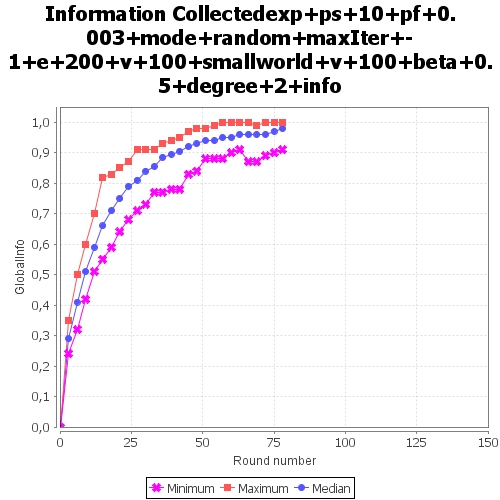 Information Collectedexp+ps+10+pf+0.
003+mode+random+maxIter+-
1+e+200+v+100+smallworld+v+100+beta+0.
5+degree+2+info
1,0
0,9
0,8
0,7
0,6
0,5
0,4
0,3
0,2
0,1
0,0
GlobalInfo
0 25 50 75 100 125 150
Round number
Minimum Maximum Median